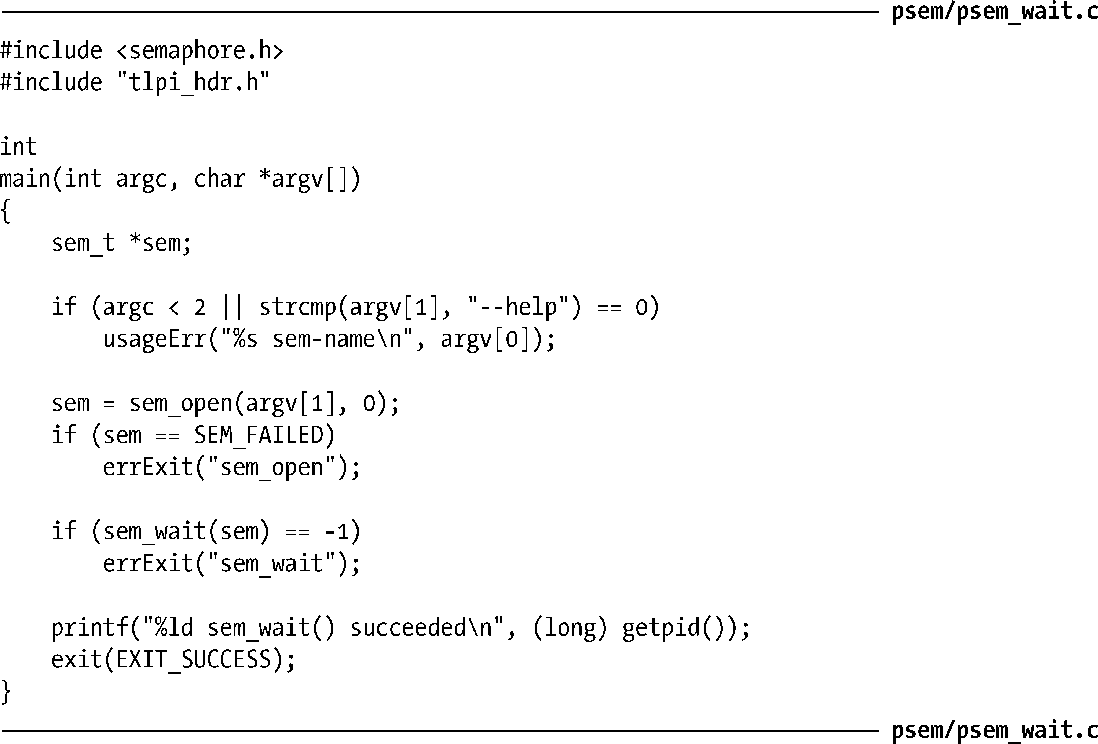 psem/psem_wait.c
#include <semaphore.h>
#include "tlpi_hdr.h"
int
main(int argc, char *argv[])
{
    sem_t *sem;
    if (argc < 2 || strcmp(argv[1], "--help") == 0)
        usageErr("%s sem-name\n", argv[0]);
    sem = sem_open(argv[1], 0);
    if (sem == SEM_FAILED)
        errExit("sem_open");
    if (sem_wait(sem) == -1)
        errExit("sem_wait");
    printf("%ld sem_wait() succeeded\n", (long) getpid());
    exit(EXIT_SUCCESS);
}
psem/psem_wait.c